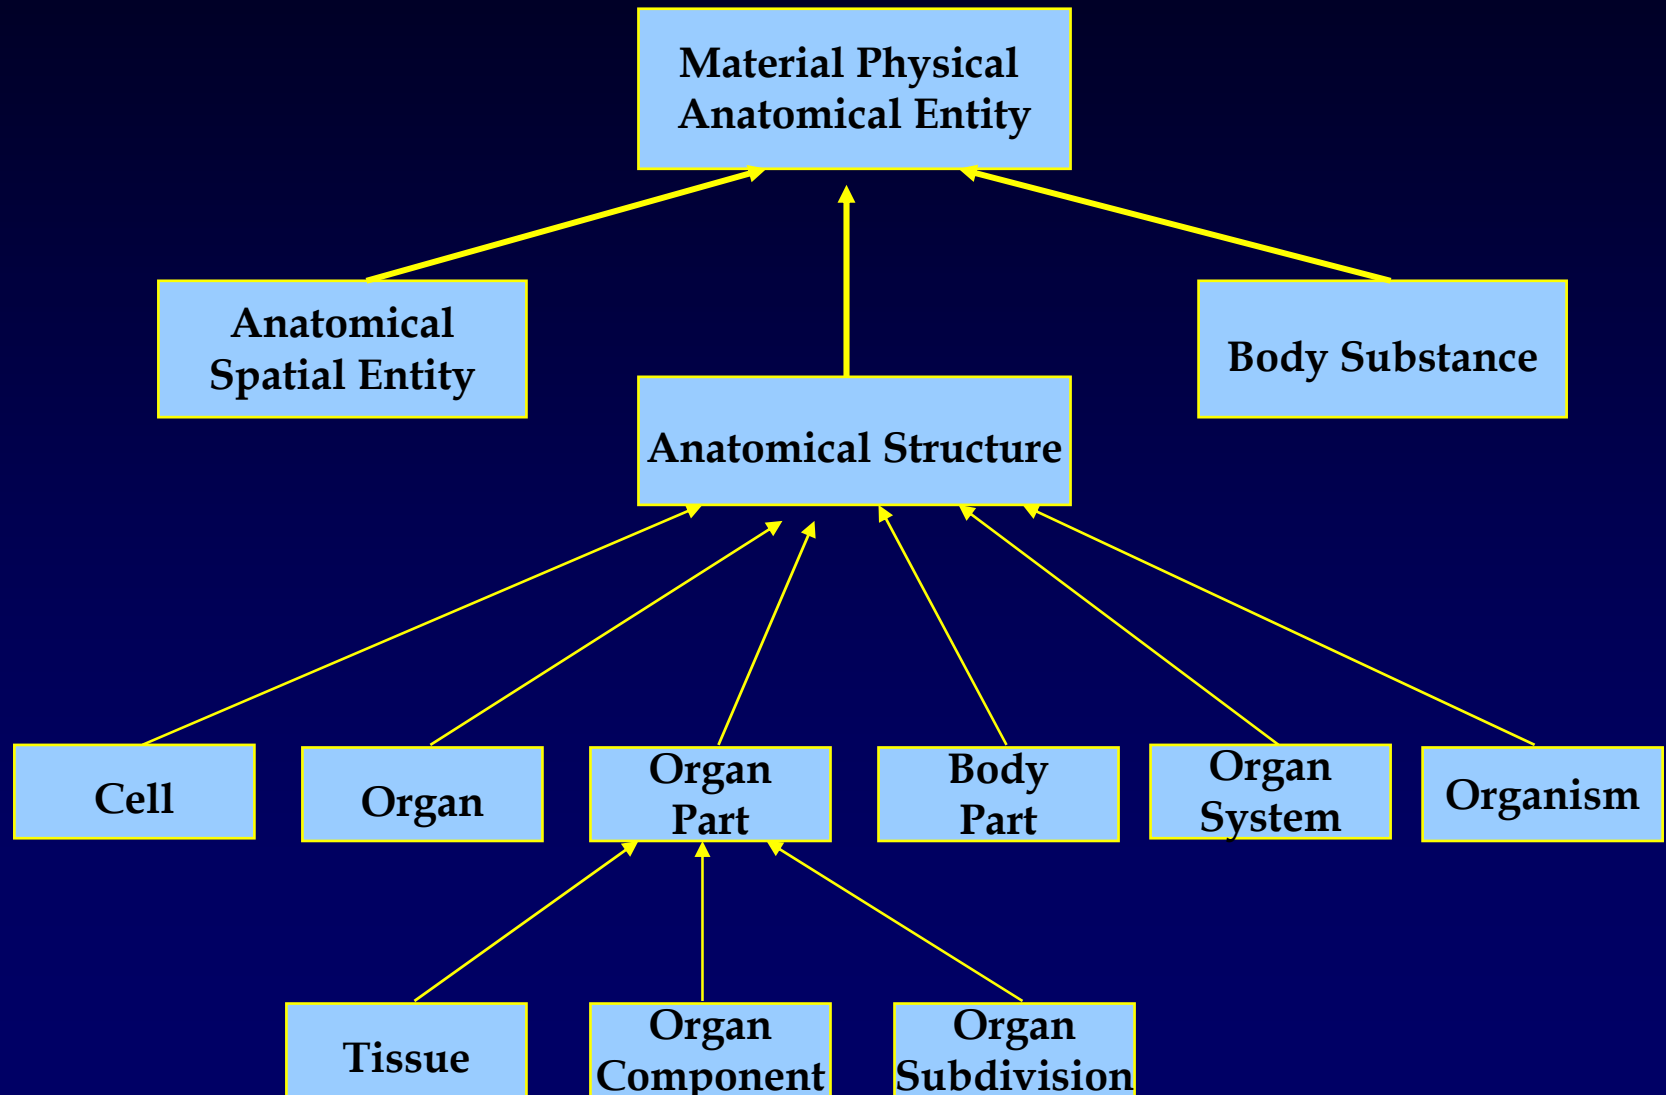 Material Physical
Anatomical Entity
Anatomical
Spatial Entity
Body Substance
Anatomical Structure
Cell
Organ
Organ
Part
Body
Part
Organ
System
Organism
Tissue
Organ
Component
Organ
Subdivision